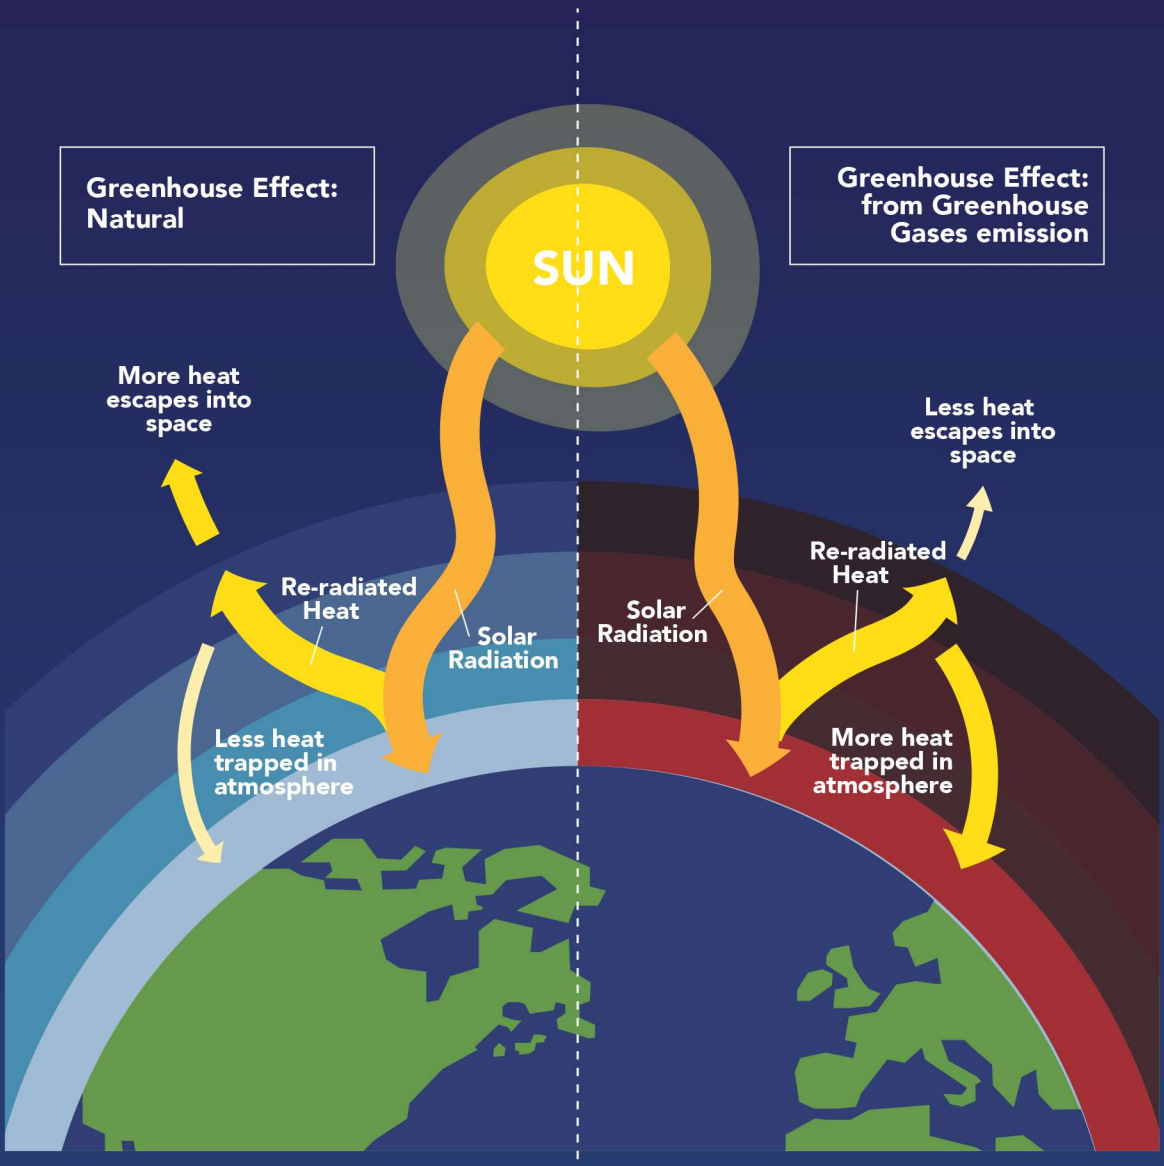 Greenhouse Effect:
Natural
Greenhouse Effect:
from Greenhouse
Gases emission
SUN
More heat
escapes into
space
Less heat
escapes into
space
Re-radiated
Heat
Solar
Radiation
Solar
Radiation
Re-radiated
Heat
Less heat
trapped in
atmosphere
More heat
trapped in
atmosphere